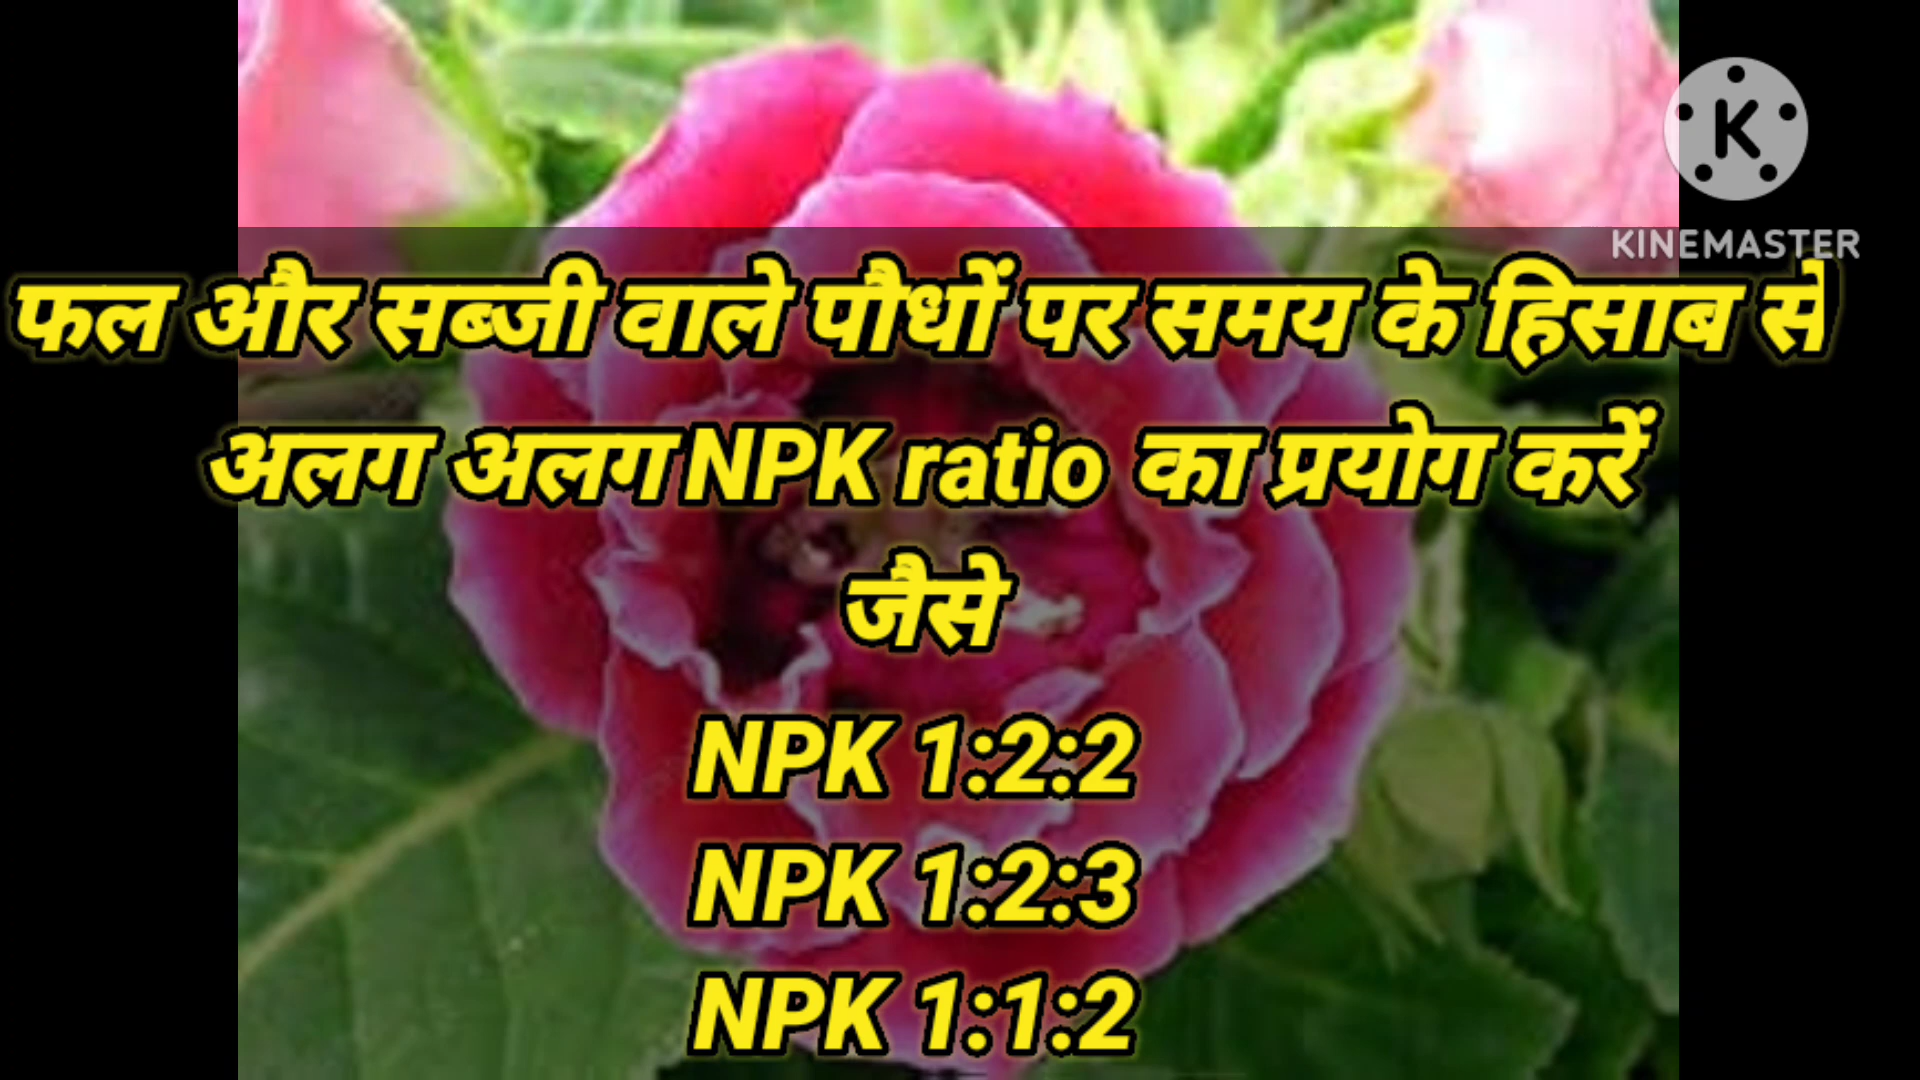 KINEMASTER
फल और सब्जी वाले पौधों पर समय के हिसाब से
अलग अलग NPK ratio का प्रयोग करें
जैसे
NPK 1:2:2
NPK 1:2:3
NPK 1:1:2